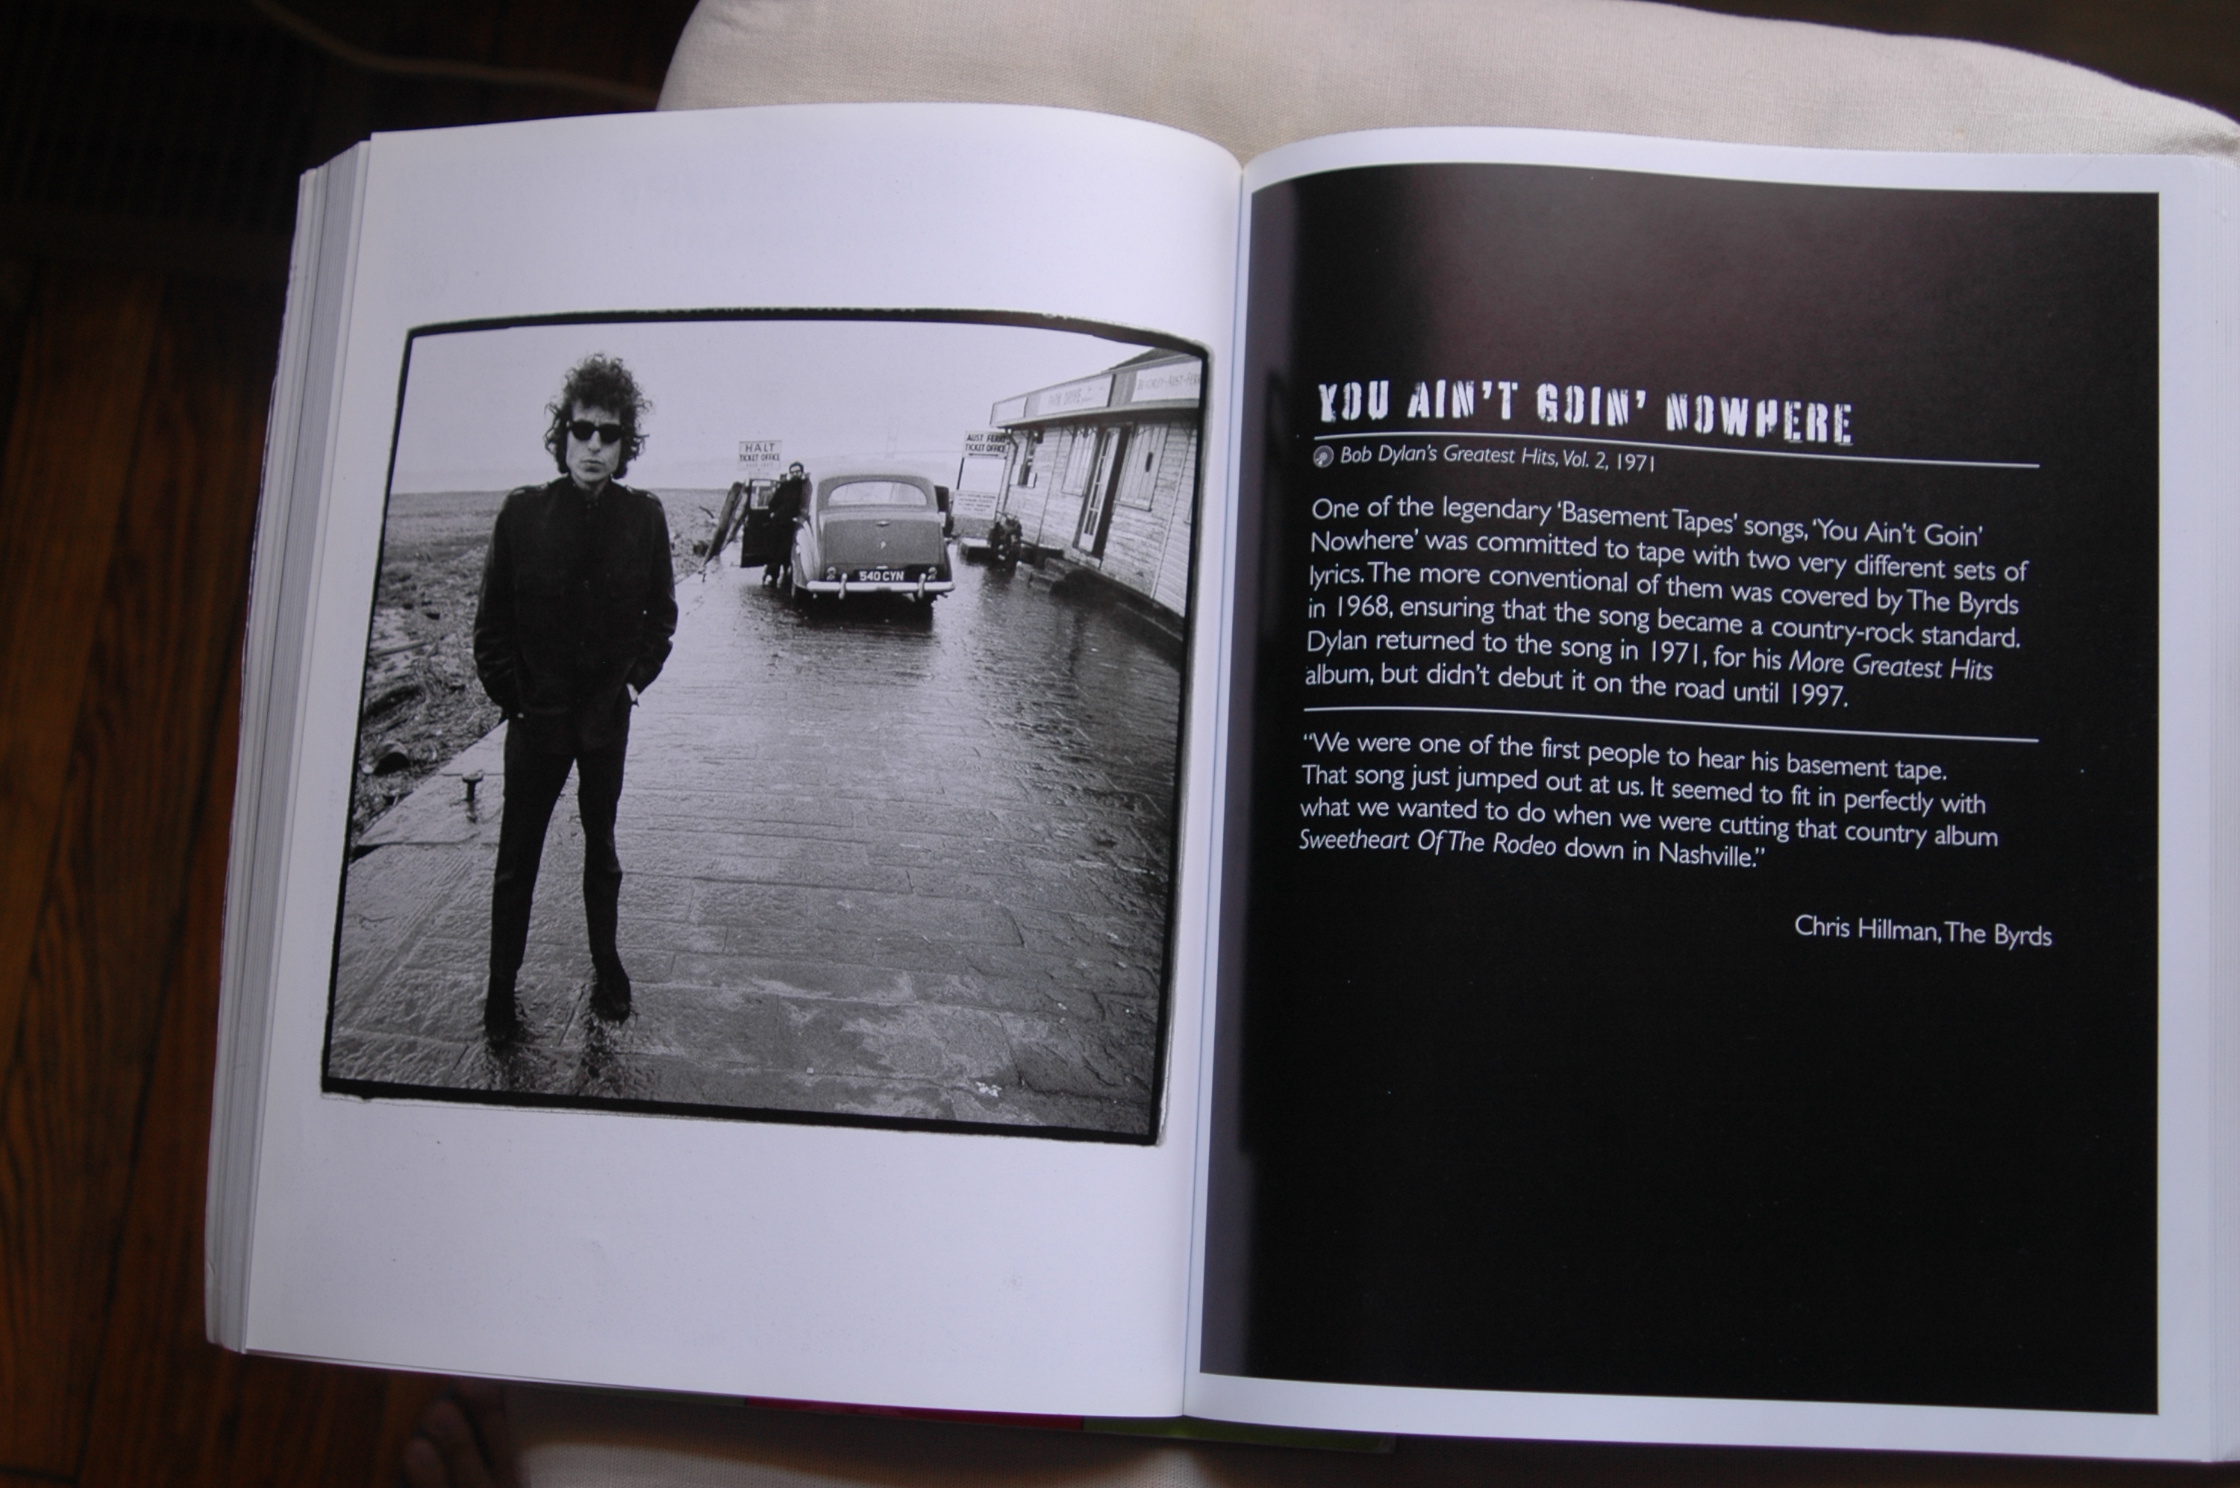 HALT
TICKET OFFICE
AUST FERRY
TICKET OFFICE
540 CYN
YOU AIN'T GOIN' NOWHERE
Bob Dylan's Greatest Hits, Vol. 2, 1971
One of the legendary 'Basement Tapes' songs, 'You Ain't Goin'
Nowhere' was committed to tape with two very different sets of
lyrics. The more conventional of them was covered by The Byrds
in 1968, ensuring that the song became a country-rock standard.
Dylan returned to the song in 1971, for his More Greatest Hits
album, but didn't debut it on the road until 1997.
"We were one of the first people to hear his basement tape.
That song just jumped out at us. It seemed to fit in perfectly with
what we wanted to do when we were cutting that country album
Sweetheart Of The Rodeo down in Nashville."
Chris Hillman, The Byrds